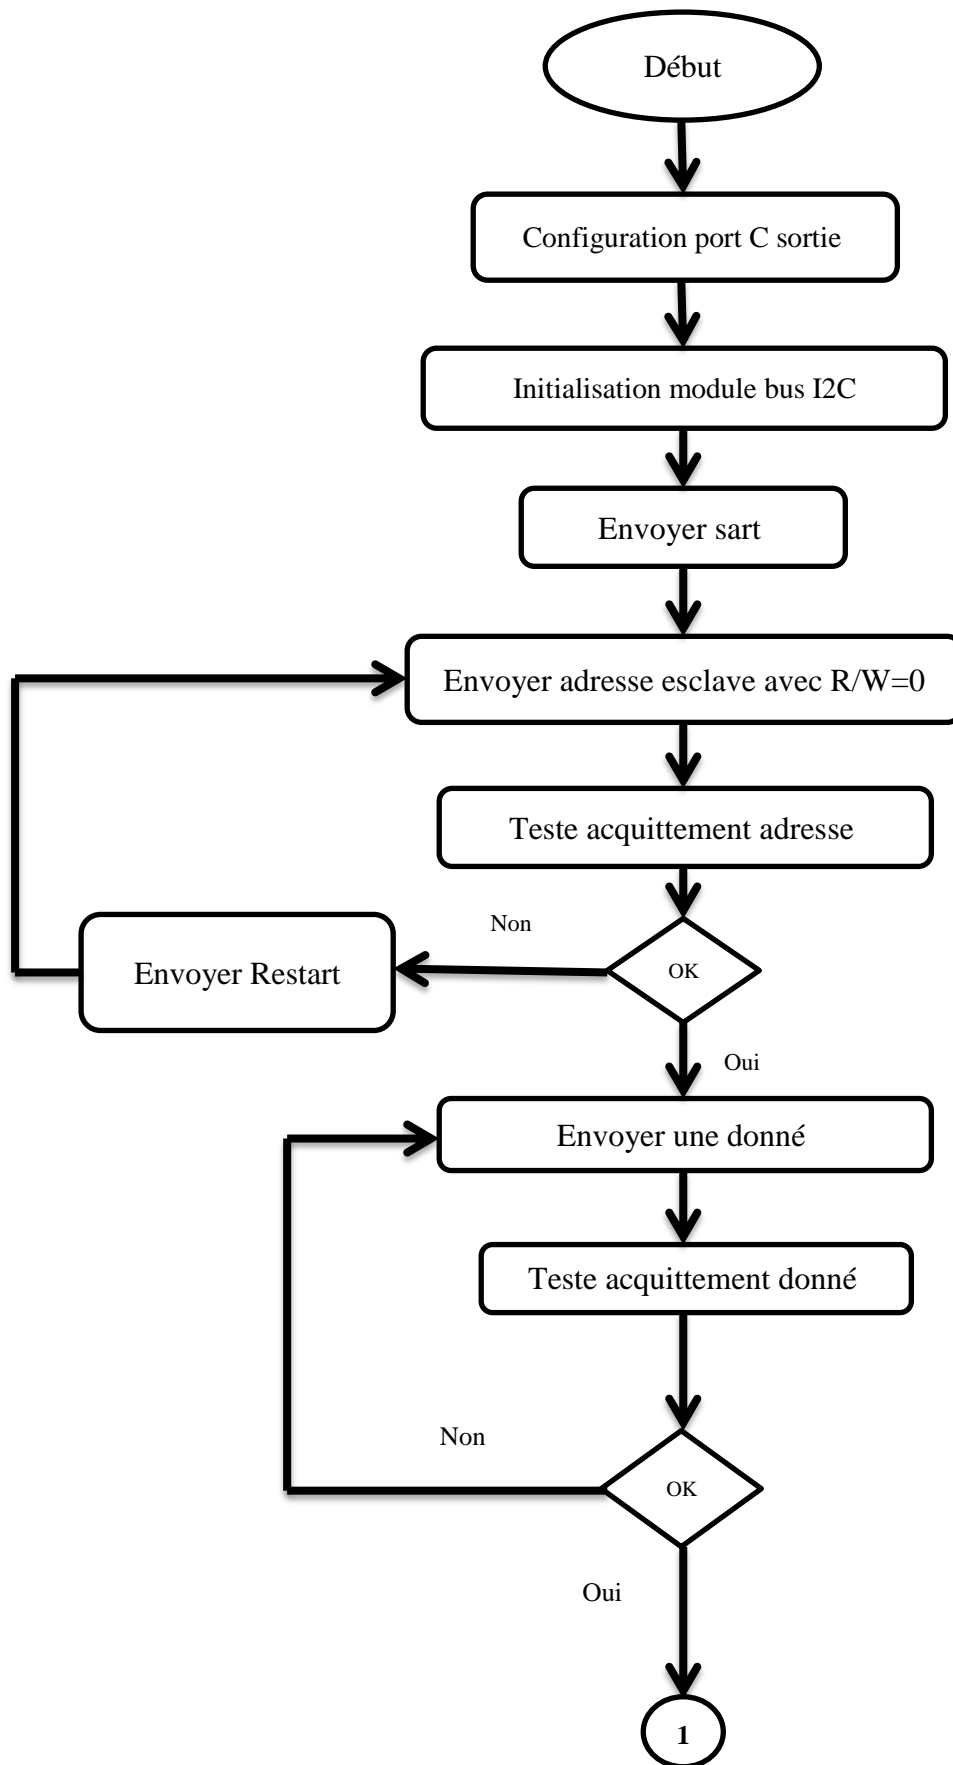 Début
Configuration port C sortie
Initialisation module bus I2C
Envoyer sart
Envoyer adresse esclave avec R/W=0
Teste acquittement adresse
Non
Envoyer Restart
OK
Oui
Envoyer une donné
Teste acquittement donné
Non
OK
Oui
1